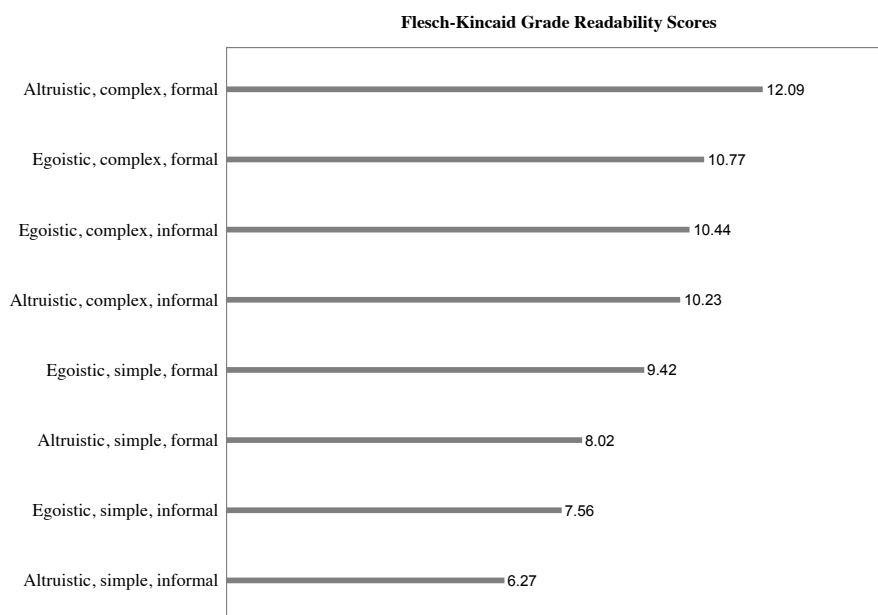 Flesch-Kincaid Grade Readability Scores
Altruistic, complex, formal 12.09
Egoistic, complex, formal 10.77
Egoistic, complex, informal 10.44
Altruistic, complex, informal 10.23
Egoistic, simple, formal 9.42
Altruistic, simple, formal 8.02
Egoistic, simple, informal 7.56
Altruistic, simple, informal 6.27